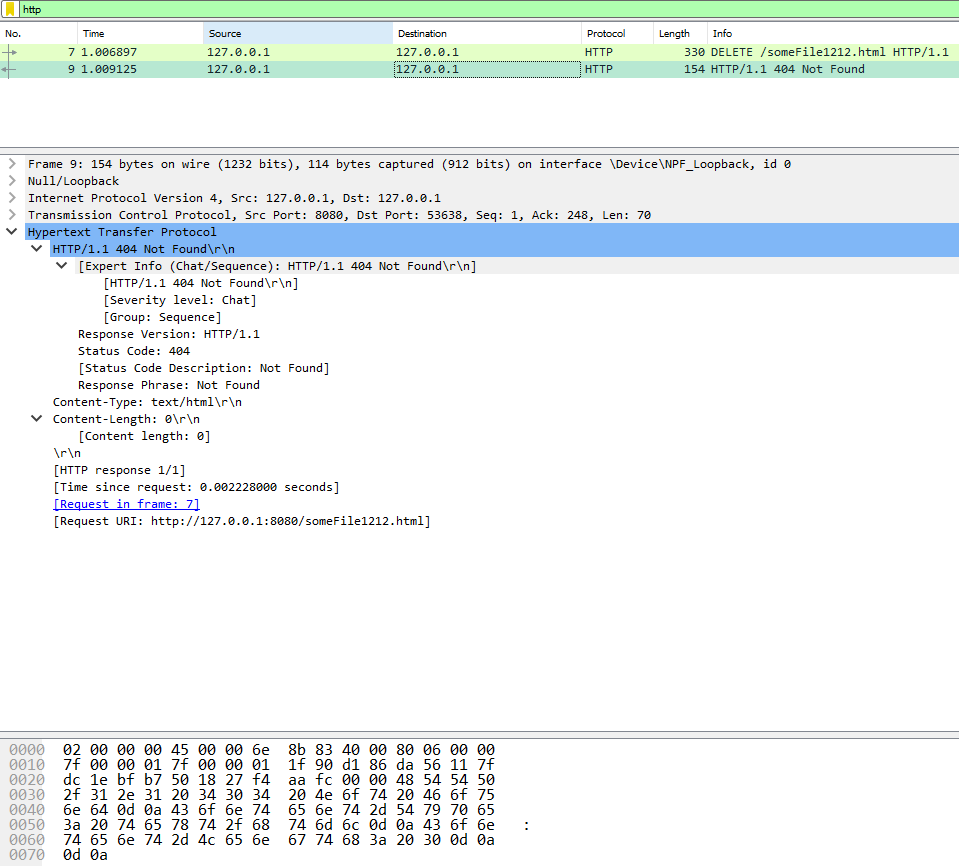 http
No. Time Source Destination Protocol Length Info
7 1.006897 127.0.0.1 127.0.0.1 HTTP 330 DELETE /someFile1212.html HTTP/1.1
9 1.009125 127.0.0.1 127.0.0.1 HTTP 154 HTTP/1.1 404 Not Found
Frame 9: 154 bytes on wire (1232 bits), 114 bytes captured (912 bits) on interface \Device\NPF_Loopback, id 0
Null/Loopback
Internet Protocol Version 4, Src: 127.0.0.1, Dst: 127.0.0.1
Transmission Control Protocol, Src Port: 8080, Dst Port: 53638, Seq: 1, Ack: 248, Len: 70
Hypertext Transfer Protocol
HTTP/1.1 404 Not Found\r\n
[Expert Info (Chat/Sequence): HTTP/1.1 404 Not Found\r\n]
[HTTP/1.1 404 Not Found\r\n]
[Severity level: Chat]
[Group: Sequence]
Response Version: HTTP/1.1
Status Code: 404
[Status Code Description: Not Found]
Response Phrase: Not Found
Content-Type: text/html\r\n
Content-Length: 0\r\n
[Content length: 0]
\r\n
[HTTP response 1/1]
[Time since request: 0.002228000 seconds]
[Request in frame: 7]
[Request URI: http://127.0.0.1:8080/someFile1212.html]
0000 02 00 00 00 45 00 00 6e 8b 83 40 00 80 06 00 00
0010 7f 00 00 01 7f 00 00 01 1f 90 d1 86 da 56 11 7f
0020 dc 1e bf b7 50 18 27 f4 aa fc 00 00 48 54 54 50
0030 2f 31 2e 31 20 34 30 34 20 4e 6f 74 20 46 6f 75
0040 6e 64 0d 0a 43 6f 6e 74 65 6e 74 2d 54 79 70 65
0050 3a 20 74 65 78 74 2f 68 74 6d 6c 0d 0a 43 6f 6e :
0060 74 65 6e 74 2d 4c 65 6e 67 74 68 3a 20 30 0d 0a
0070 0d 0a